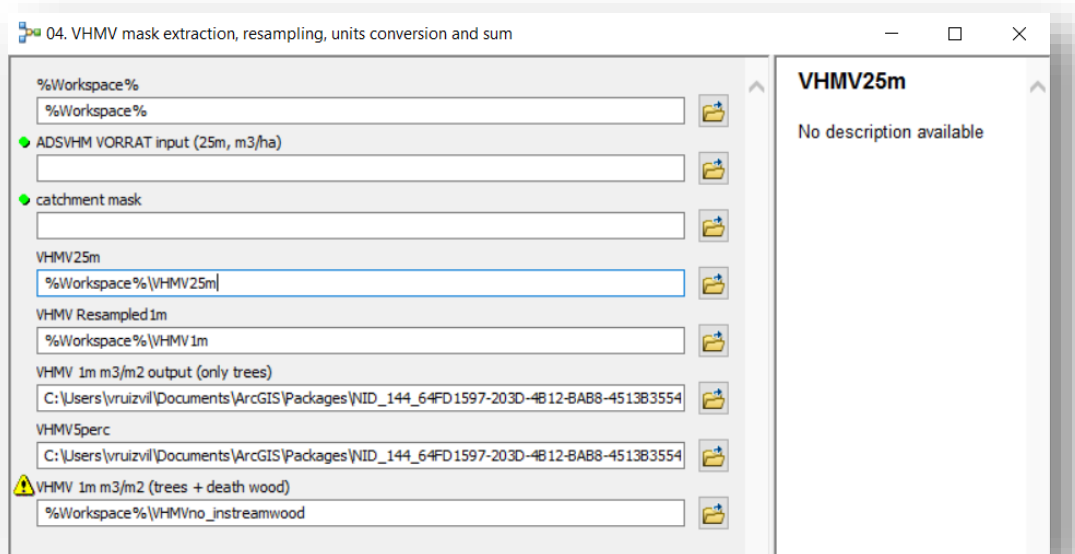 04. VHMV mask extraction, resampling, units conversion and sum
%Workspace%
%Workspace%
ADSVHM VORRAT input (25m, m3/ha)
catchment mask
VHMV25m
%Workspace%\VHMV25m
VHMV Resampled1m
%Workspace%\VHMV1m
VHMV 1m m3/m2 output (only trees)
C:\Users\vruizvil\Documents\ArcGIS\Packages\NID_144_64FD1597-203D-4B12-BAB8-4513B3554
VHMV5perc
C:\Users\vruizvil\Documents\ArcGIS\Packages\NID_144_64FD1597-203D-4B12-BAB8-4513B3554
VHMV 1m m3/m2 (trees + death wood)
%Workspace%\VHMVno_instreamwood
VHMV25m
No description available